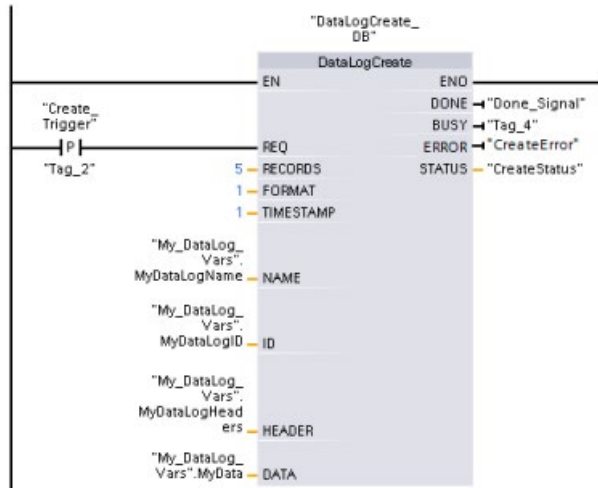 "DataLogCreate_
DB"
DataLogCreate
EN
ENO
DONE
"Done_Signal"
"Create_
Trigger"
BUSY
"Tag_4"
P
REQ
ERROR
"CreateError"
"Tag_2"
5
RECORDS
STATUS
"CreateStatus"
1
FORMAT
1
TIMESTAMP
"My_DataLog_
Vars".
MyDataLogName
NAME
"My_DataLog_
Vars".
MyDataLogID
ID
"My_DataLog_
Vars".
MyDataLogHead
ers
HEADER
"My_DataLog_
Vars".MyData
DATA